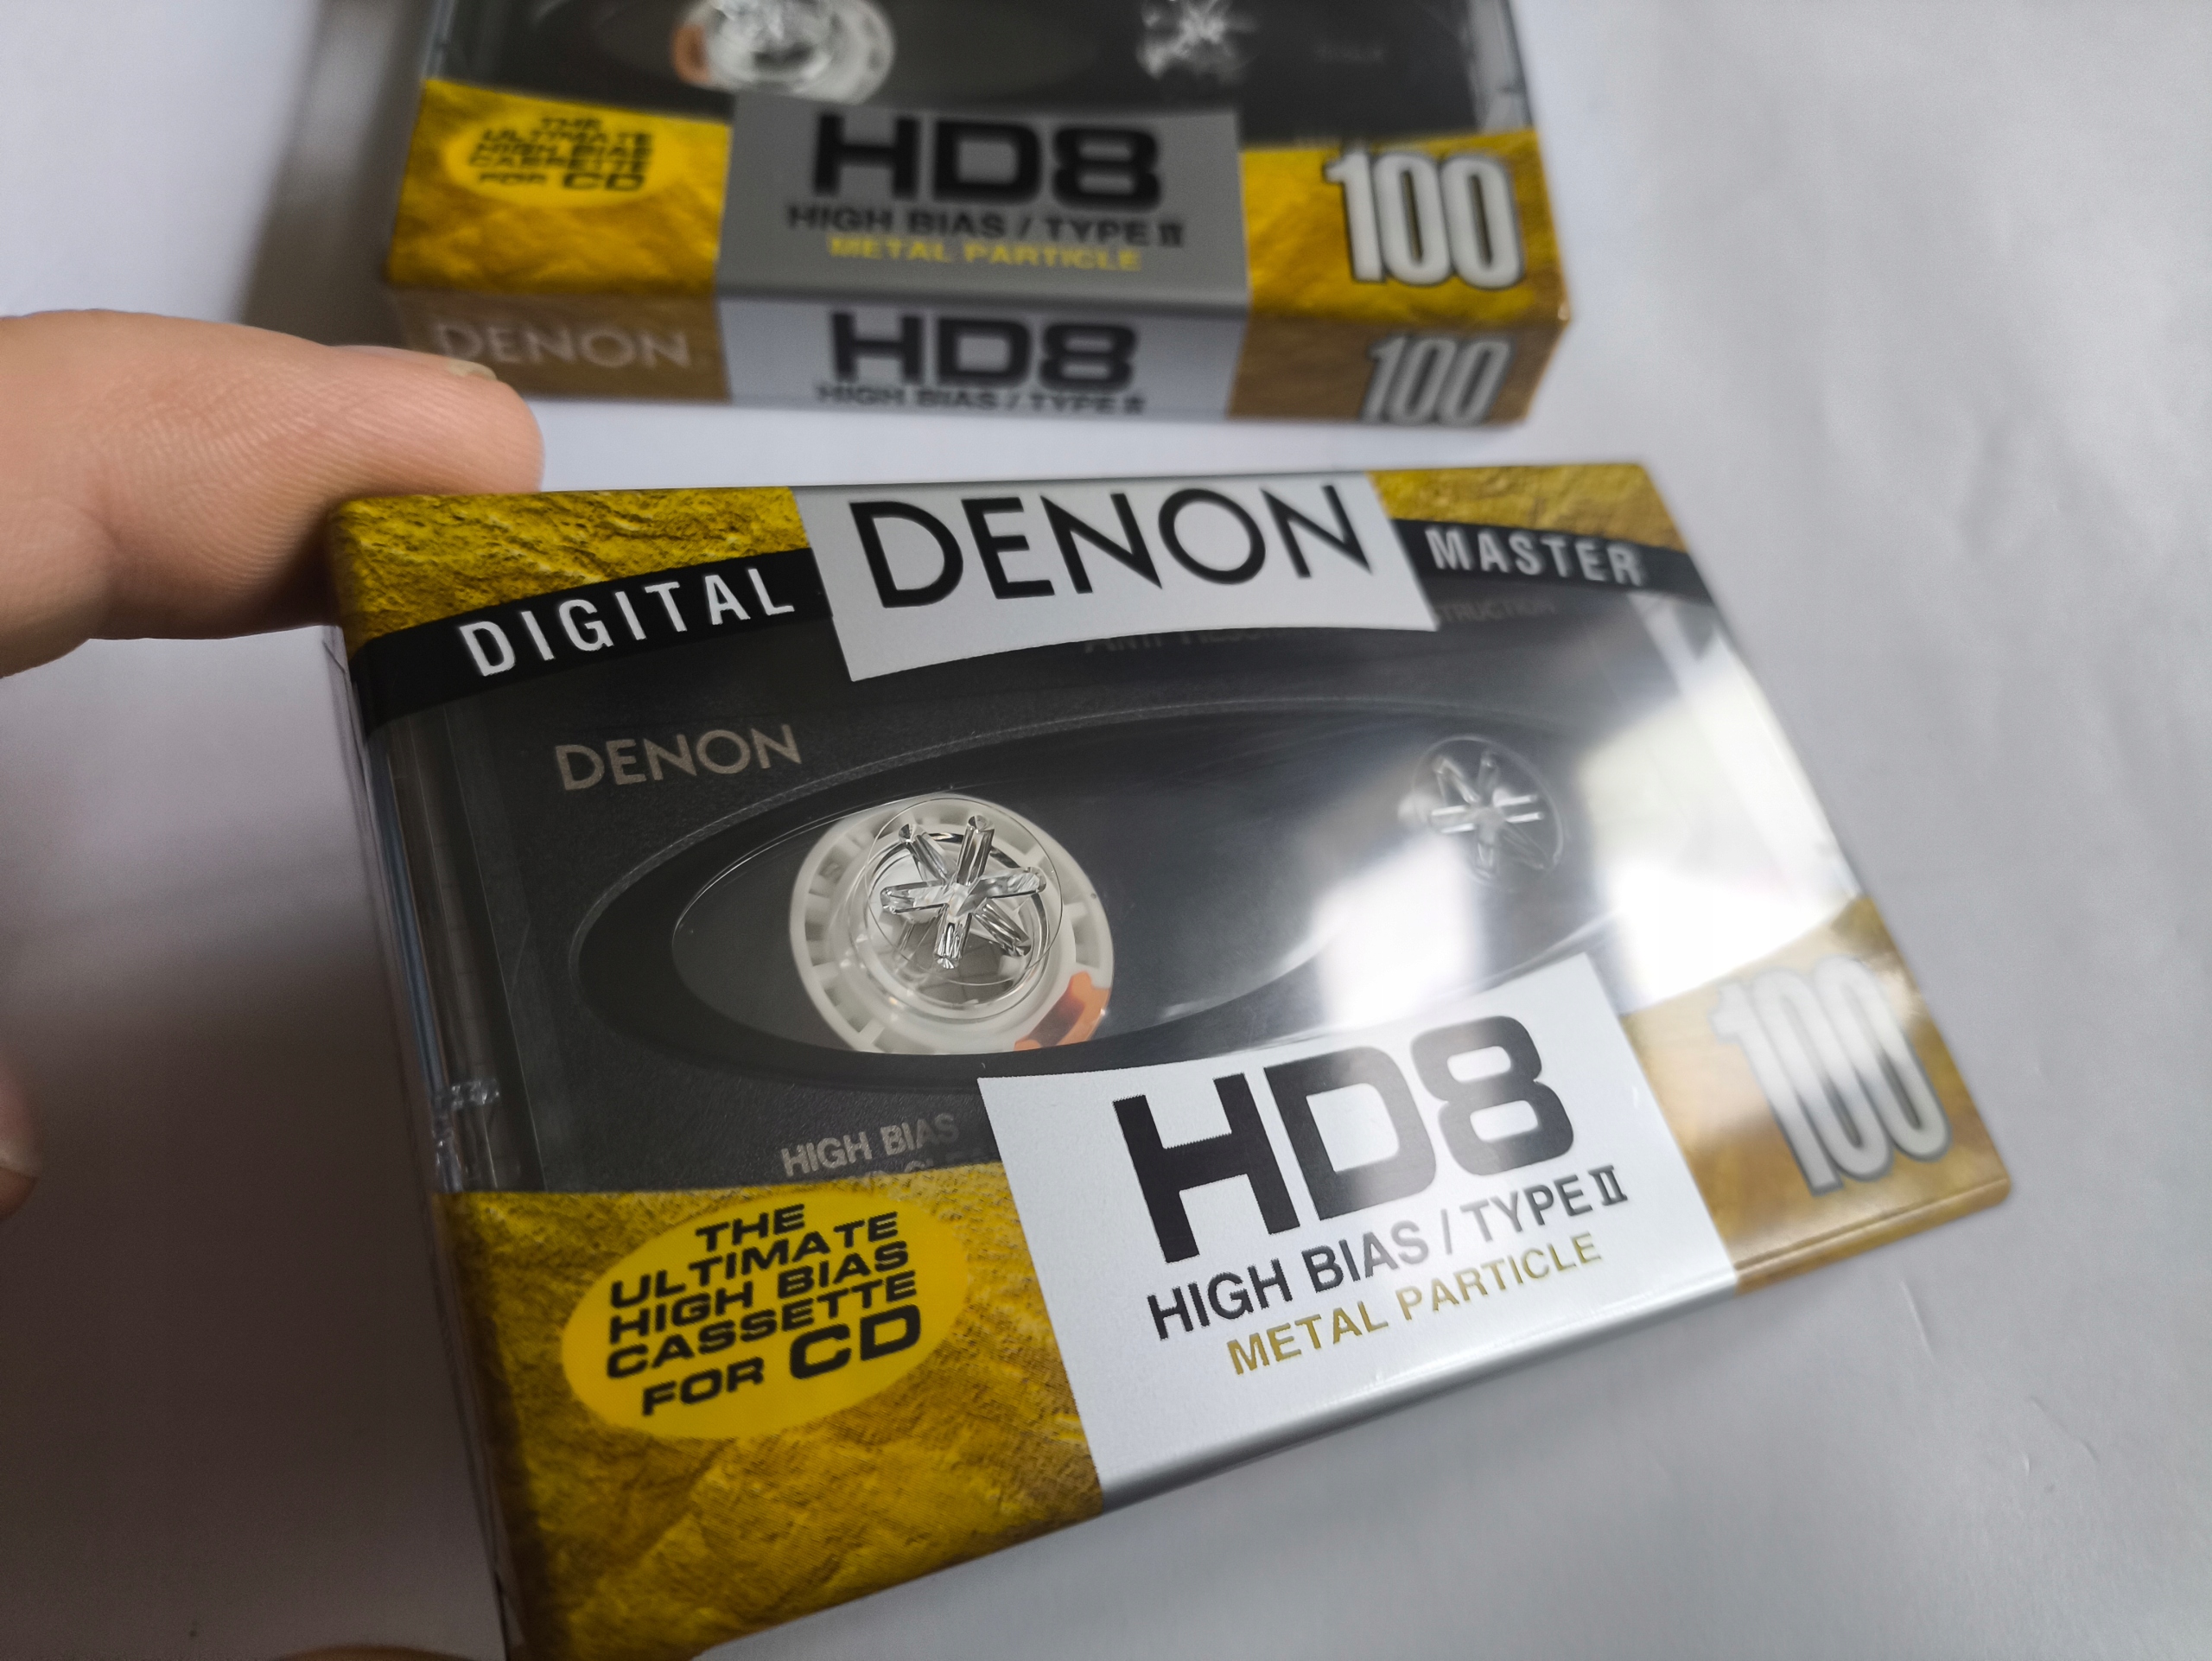 THE
ULTIMATE
HIGH BIAS
CASSETTE
FOR CD
HD8
HIGH BIAS / TYPE II
METAL PARTICLE
100
DENON
HD8
HIGH BIAS / TYPE II
100
DIGITAL DENON MASTER
DENON
HIGH BIAS
THE
ULTIMATE
HIGH BIAS
CASSETTE
FOR CD
HD8
HIGH BIAS / TYPE II
METAL PARTICLE
100